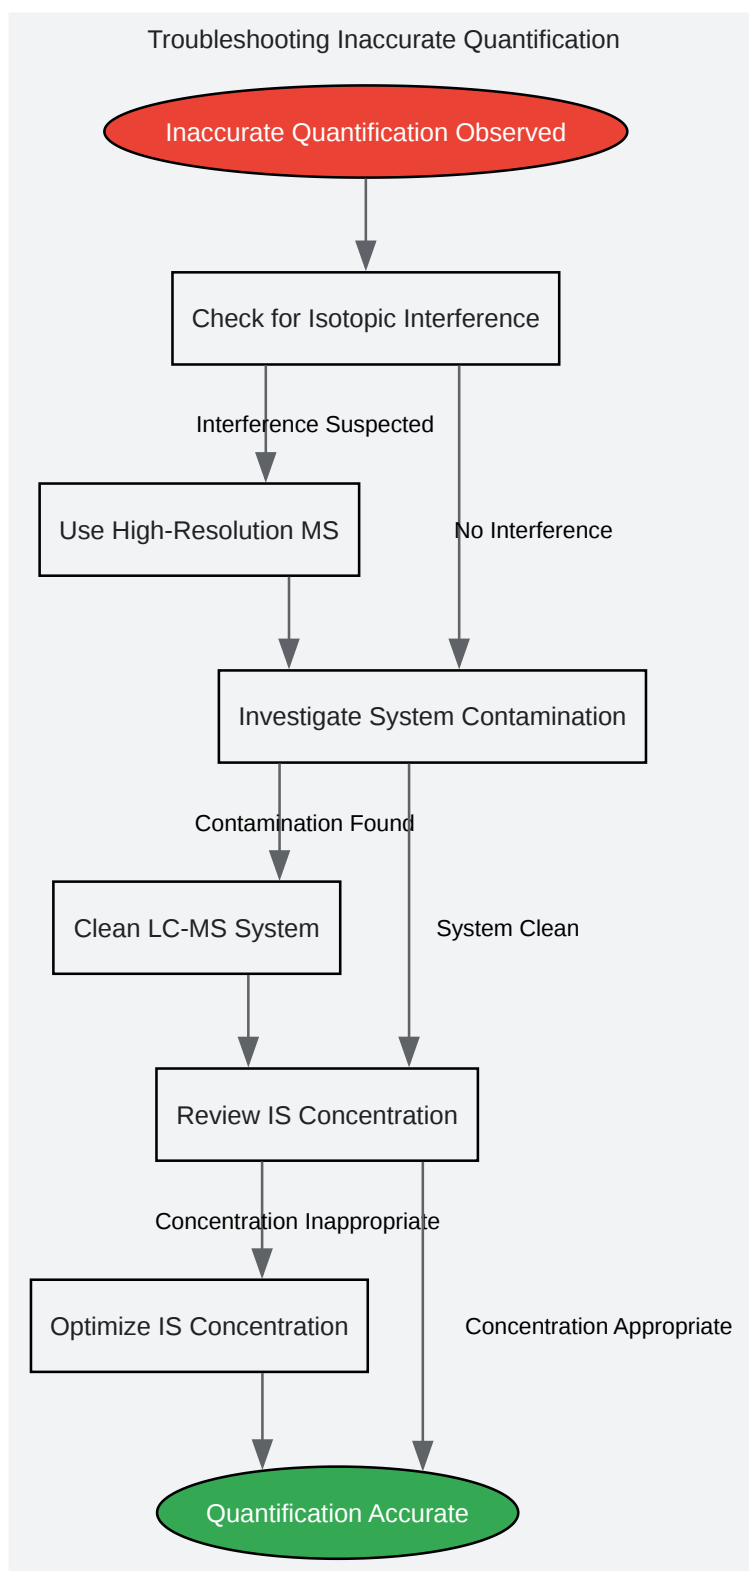 Troubleshooting Inaccurate Quantification
Inaccurate Quantification Observed
Check for Isotopic Interference
Interference Suspected
Use High-Resolution MS
No Interference
Investigate System Contamination
Contamination Found
Clean LC-MS System
System Clean
Review IS Concentration
Concentration Inappropriate
Optimize IS Concentration
Concentration Appropriate
Quantification Accurate